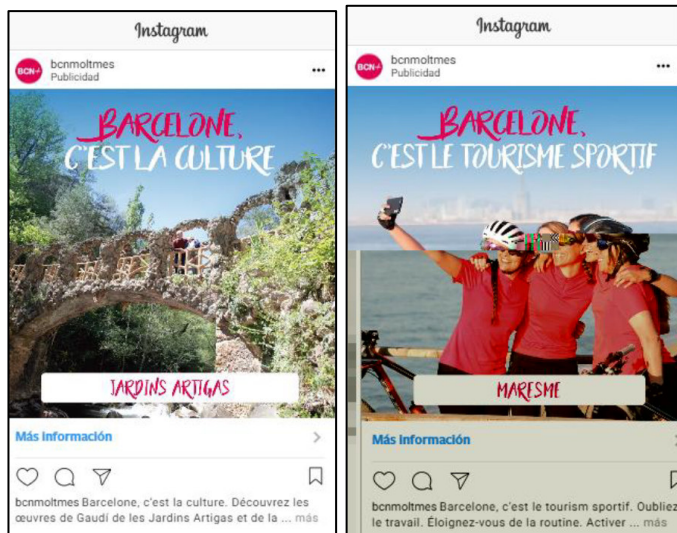 Instagram
BCN+
bcnmoltmes
Publicidad
BARCELONE,
C'EST LA CULTURE
JARDINS ARTIGAS
Más información
bcnmoltmes Barcelone, c'est la culture. Découvrez les
œuvres de Gaudí de les Jardins Artigas et de la ... más
Instagram
BCN+
bcnmoltmes
Publicidad
BARCELONE,
C'EST LE TOURISME SPORTIF
MARESME
Más información
bcnmoltmes Barcelone, c'est le tourism sportif. Oubliez
le travail. Éloignez-vous de la routine. Activer ... más